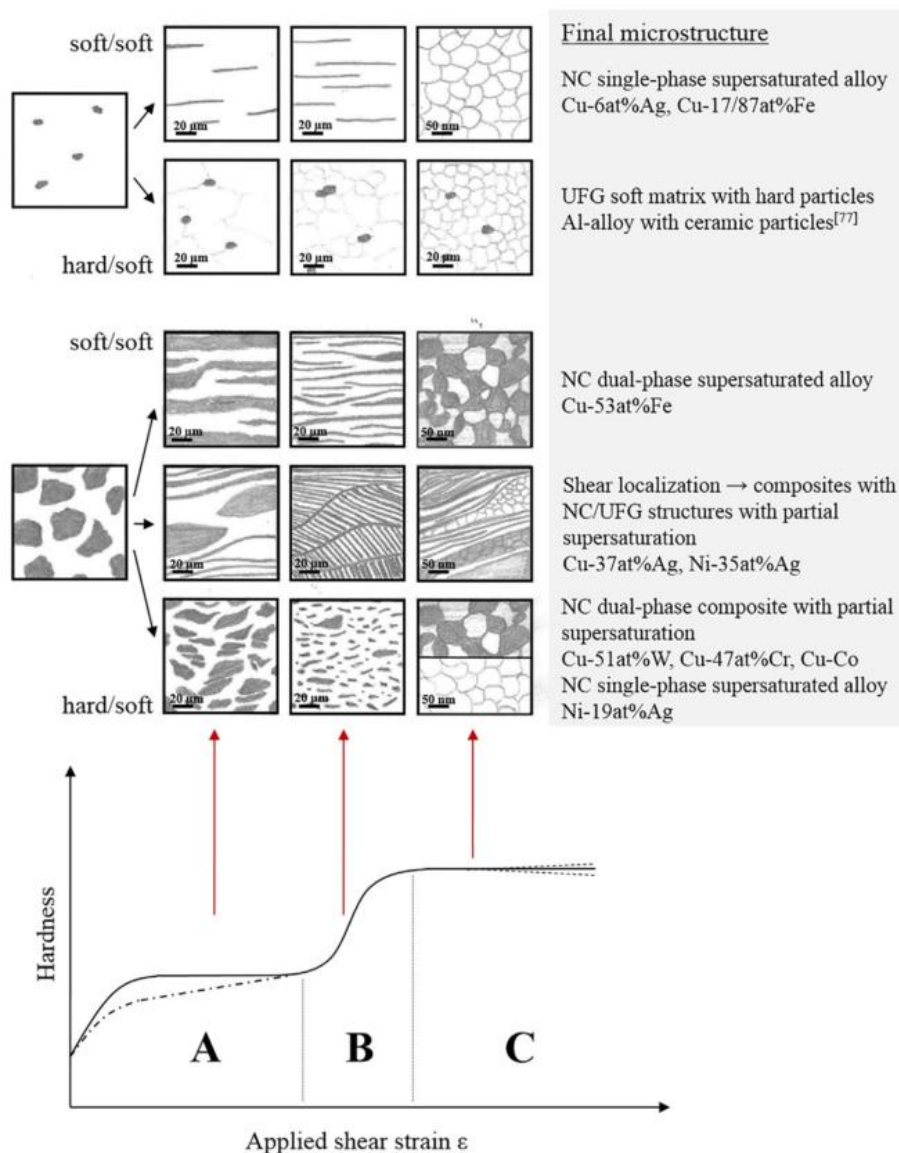 soft/soft
20 µm
20 µm
50 nm
hard/soft
20 µm
20 µm
20 µm
soft/soft
20 µm
20 µm
50 nm
20 µm
20 µm
50 nm
hard/soft
20 µm
20 µm
50 nm
Final microstructure
NC single-phase supersaturated alloy
Cu-6at%Ag, Cu-17/87at%Fe
UFG soft matrix with hard particles
Al-alloy with ceramic particles[77]
NC dual-phase supersaturated alloy
Cu-53at%Fe
Shear localization → composites with
NC/UFG structures with partial
supersaturation
Cu-37at%Ag, Ni-35at%Ag
NC dual-phase composite with partial
supersaturation
Cu-51at%W, Cu-47at%Cr, Cu-Co
NC single-phase supersaturated alloy
Ni-19at%Ag
Hardness
A
B
C
Applied shear strain ε